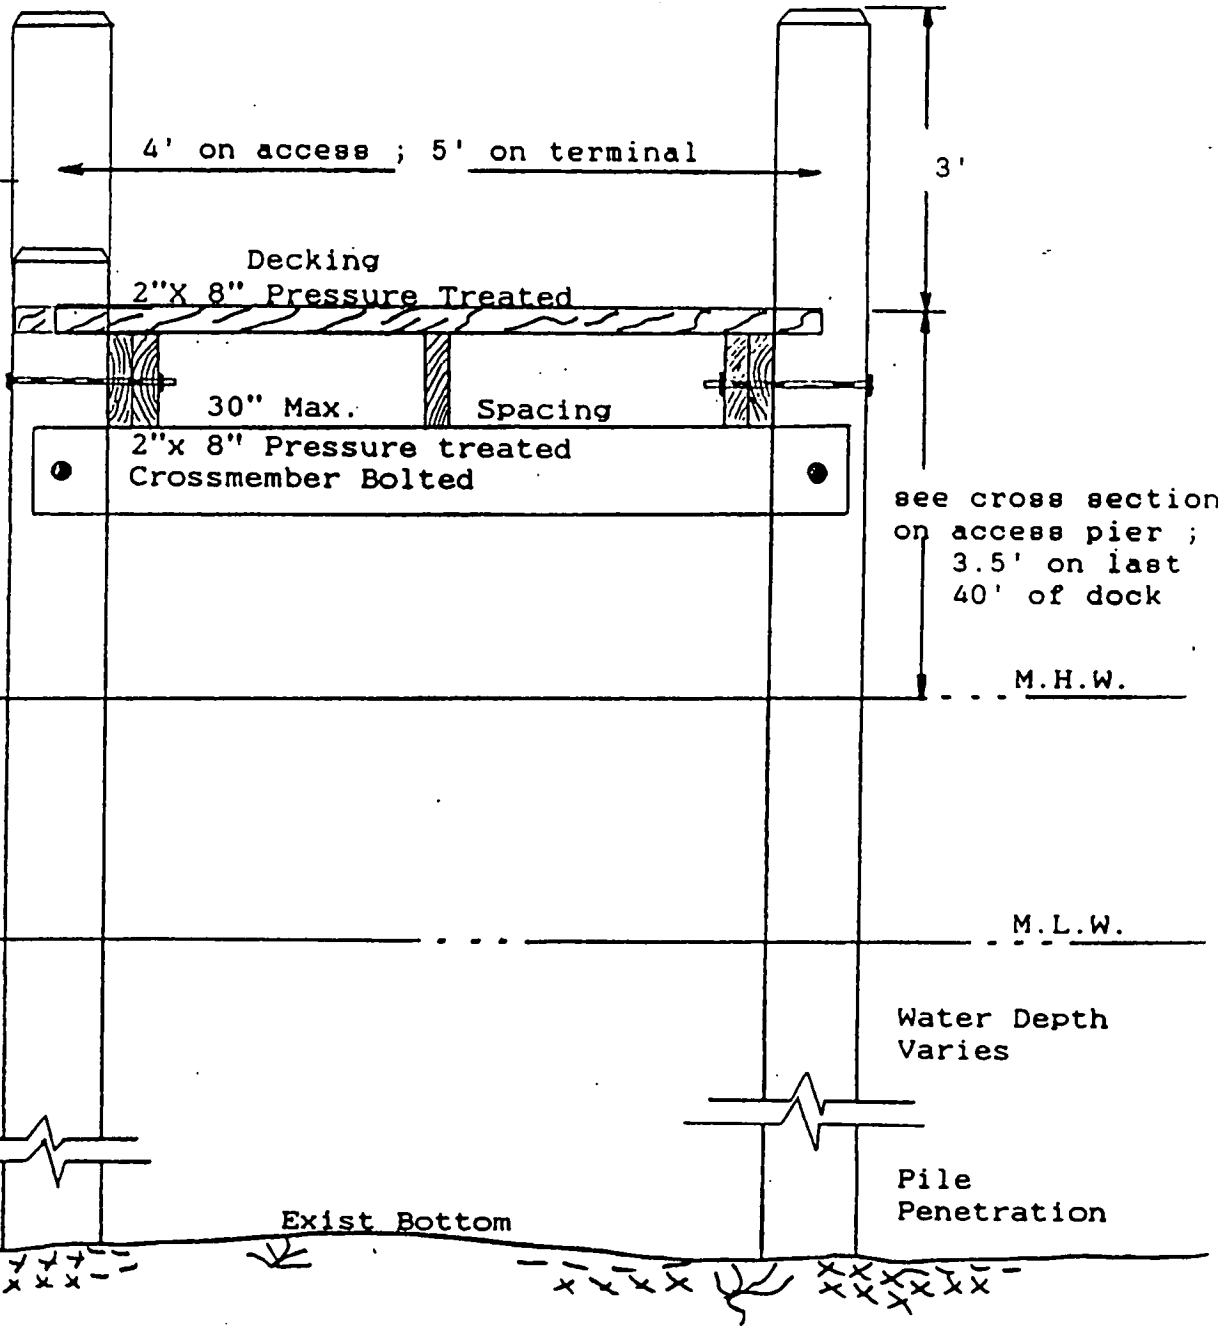 4' on access ; 5' on terminal
3'
Decking
2"X 8" Pressure Treated
30" Max. Spacing
2"x 8" Pressure treated
Crossmember Bolted
see cross section
on access pier ;
3.5' on last
40' of dock
M.H.W.
M.L.W.
Water Depth
Varies
Pile
Penetration
Exist Bottom